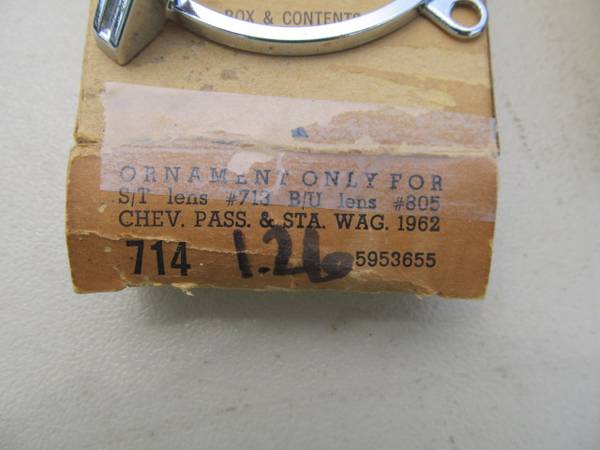 BOX & CONTENTS
ORNAMENT ONLY FOR
S/T lens #713 B/U lens #805
CHEV. PASS. & STA. WAG. 1962
714 1.26 5953655